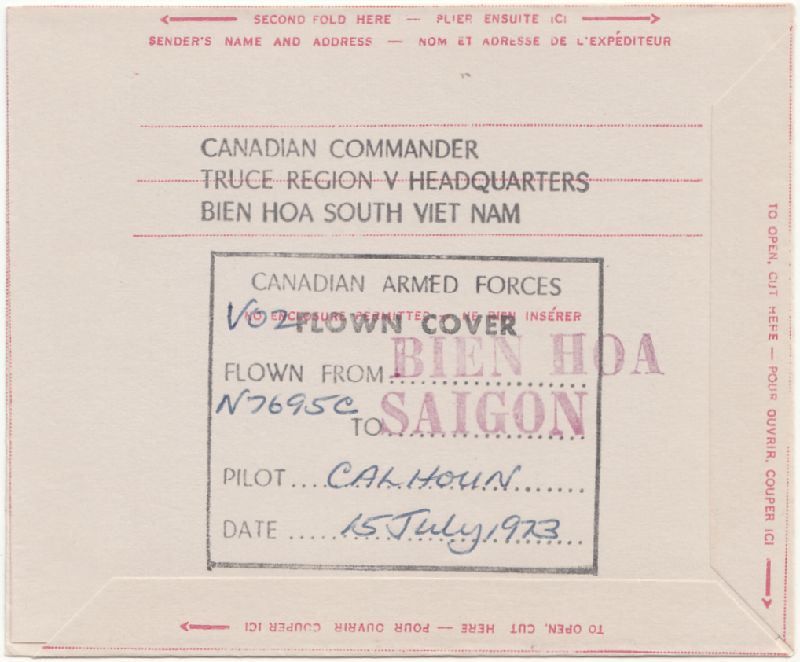 SECOND FOLD HERE — PLIER ENSUITE ICI
SENDER'S NAME AND ADDRESS — NOM ET ADRESSE DE L'EXPÉDITEUR
CANADIAN COMMANDER
TRUCE REGION V HEADQUARTERS
BIEN HOA SOUTH VIET NAM
CANADIAN ARMED FORCES
NO ENCLOSURE PERMITTED — NE RIEN INSÉRER
VO2 FLOWN COVER
FLOWN FROM BIEN HOA
N7695C
TO SAIGON
PILOT CALHOUN
DATE 15 July 1973
TO OPEN, CUT HERE — POUR OUVRIR, COUPER ICI
TO OPEN, CUT HERE — POUR OUVRIR COUPER ICI